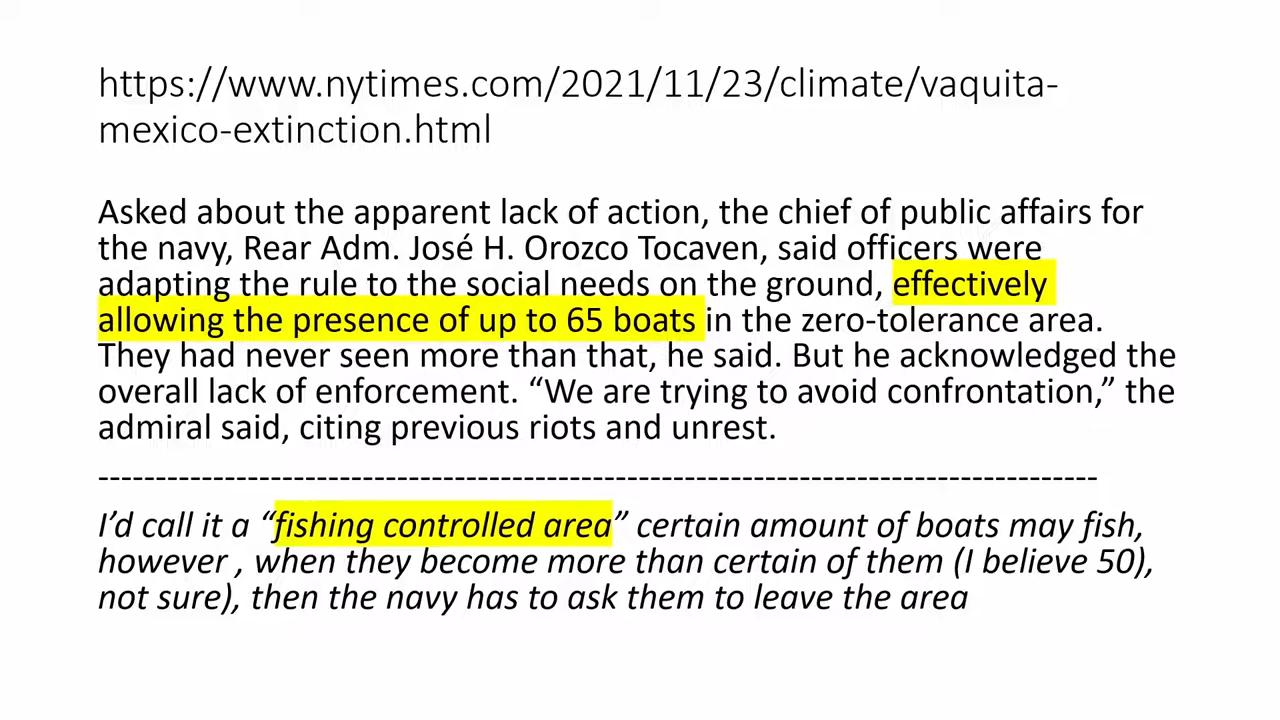 https://www.nytimes.com/2021/11/23/climate/vaquita-
mexico-extinction.html
Asked about the apparent lack of action, the chief of public affairs for
the navy, Rear Adm. José H. Orozco Tocaven, said officers were
adapting the rule to the social needs on the ground, effectively
allowing the presence of up to 65 boats in the zero-tolerance area.
They had never seen more than that, he said. But he acknowledged the
overall lack of enforcement. “We are trying to avoid confrontation,” the
admiral said, citing previous riots and unrest.
----------------------------------------------------------------------------------------
I’d call it a “fishing controlled area” certain amount of boats may fish,
however , when they become more than certain of them (I believe 50),
not sure), then the navy has to ask them to leave the area